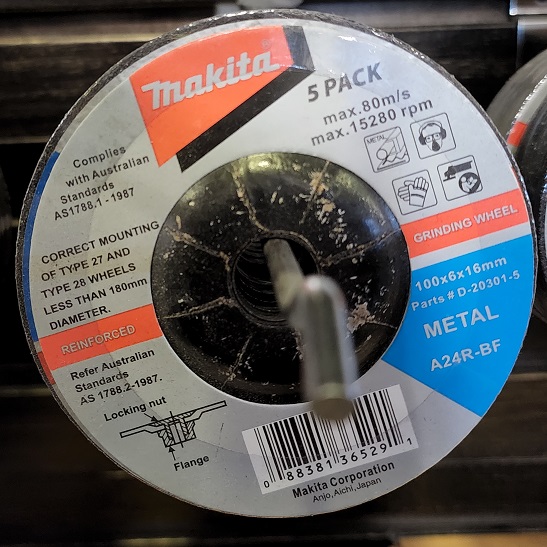 makita
5 PACK
max.80m/s
max.15280 rpm
METAL
Complies
with Australian
Standards
AS1788.1 - 1987
CORRECT MOUNTING
OF TYPE 27 AND
TYPE 28 WHEELS
LESS THAN 180mm
DIAMETER.
REINFORCED
Refer Australian
Standards
AS 1788.2-1987.
Locking nut
Flange
GRINDING WHEEL
100x6x16mm
Parts # D-20301-5
METAL
A24R-BF
0 88381 36529 1
Makita Corporation
Anjo, Aichi, Japan